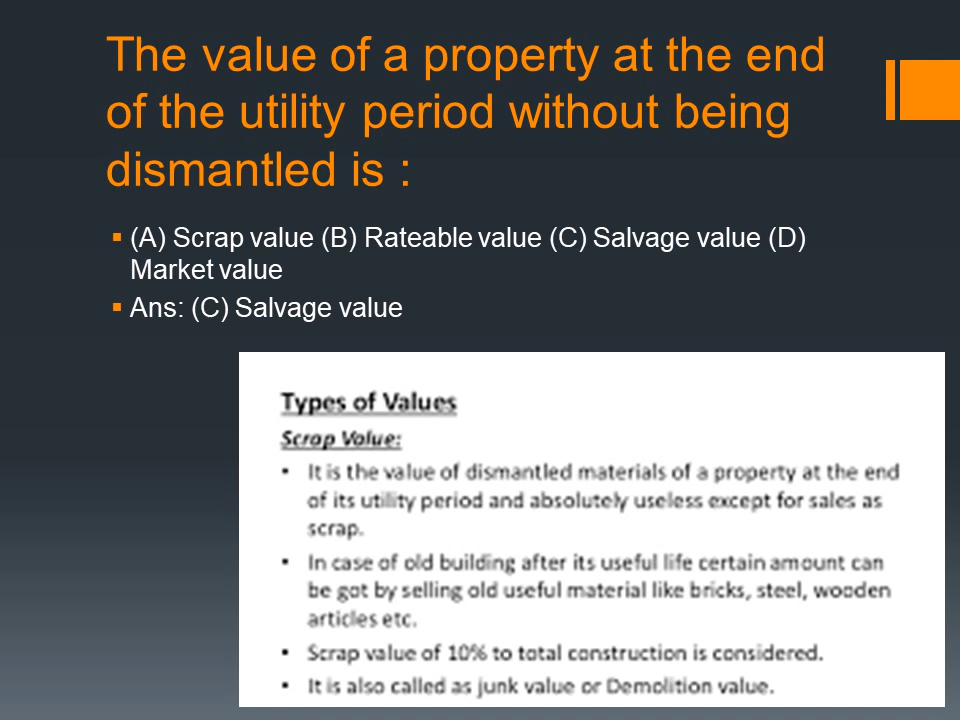 The value of a property at the end
of the utility period without being
dismantled is :
▪ (A) Scrap value (B) Rateable value (C) Salvage value (D)
Market value
▪ Ans: (C) Salvage value
Types of Values
Scrap Value:
• It is the value of dismantled materials of a property at the end
of its utility period and absolutely useless except for sales as
scrap.
• In case of old building after its useful life certain amount can
be got by selling old useful material like bricks, steel, wooden
articles etc.
• Scrap value of 10% to total construction is considered.
• It is also called as junk value or Demolition value.